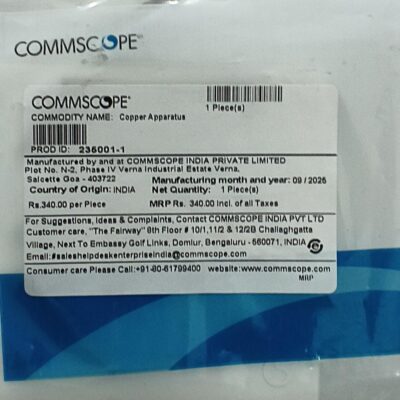 COMMSCOPE
COMMSCOPE
1 Piece(s)
COMMODITY NAME: Copper Apparatus
PROD ID: 236001-1
Manufactured by and at COMMSCOPE INDIA PRIVATE LIMITED
Plot No. N-2, Phase IV Verna Industrial Estate Verna,
Salcette Goa - 403722
Manufacturing month and year: 09 / 2025
Country of Origin: INDIA Net Quantity: 1 Piece(s)
Rs.340.00 per Piece MRP Rs. 340.00 Incl. of all Taxes
For Suggestions, Ideas & Complaints, Contact COMMSCOPE INDIA PVT LTD
Customer care, "The Fairway" 9th Floor # 10/1,11/2 & 12/2B Challaghatta
Village, Next To Embassy Golf Links, Domlur, Bengaluru - 560071, INDIA
Email:#saleshelpdeskenterpriseindia@commscope.com
Consumer care Please Call:+91-80-61799400 website:www.commscope.com
MRP